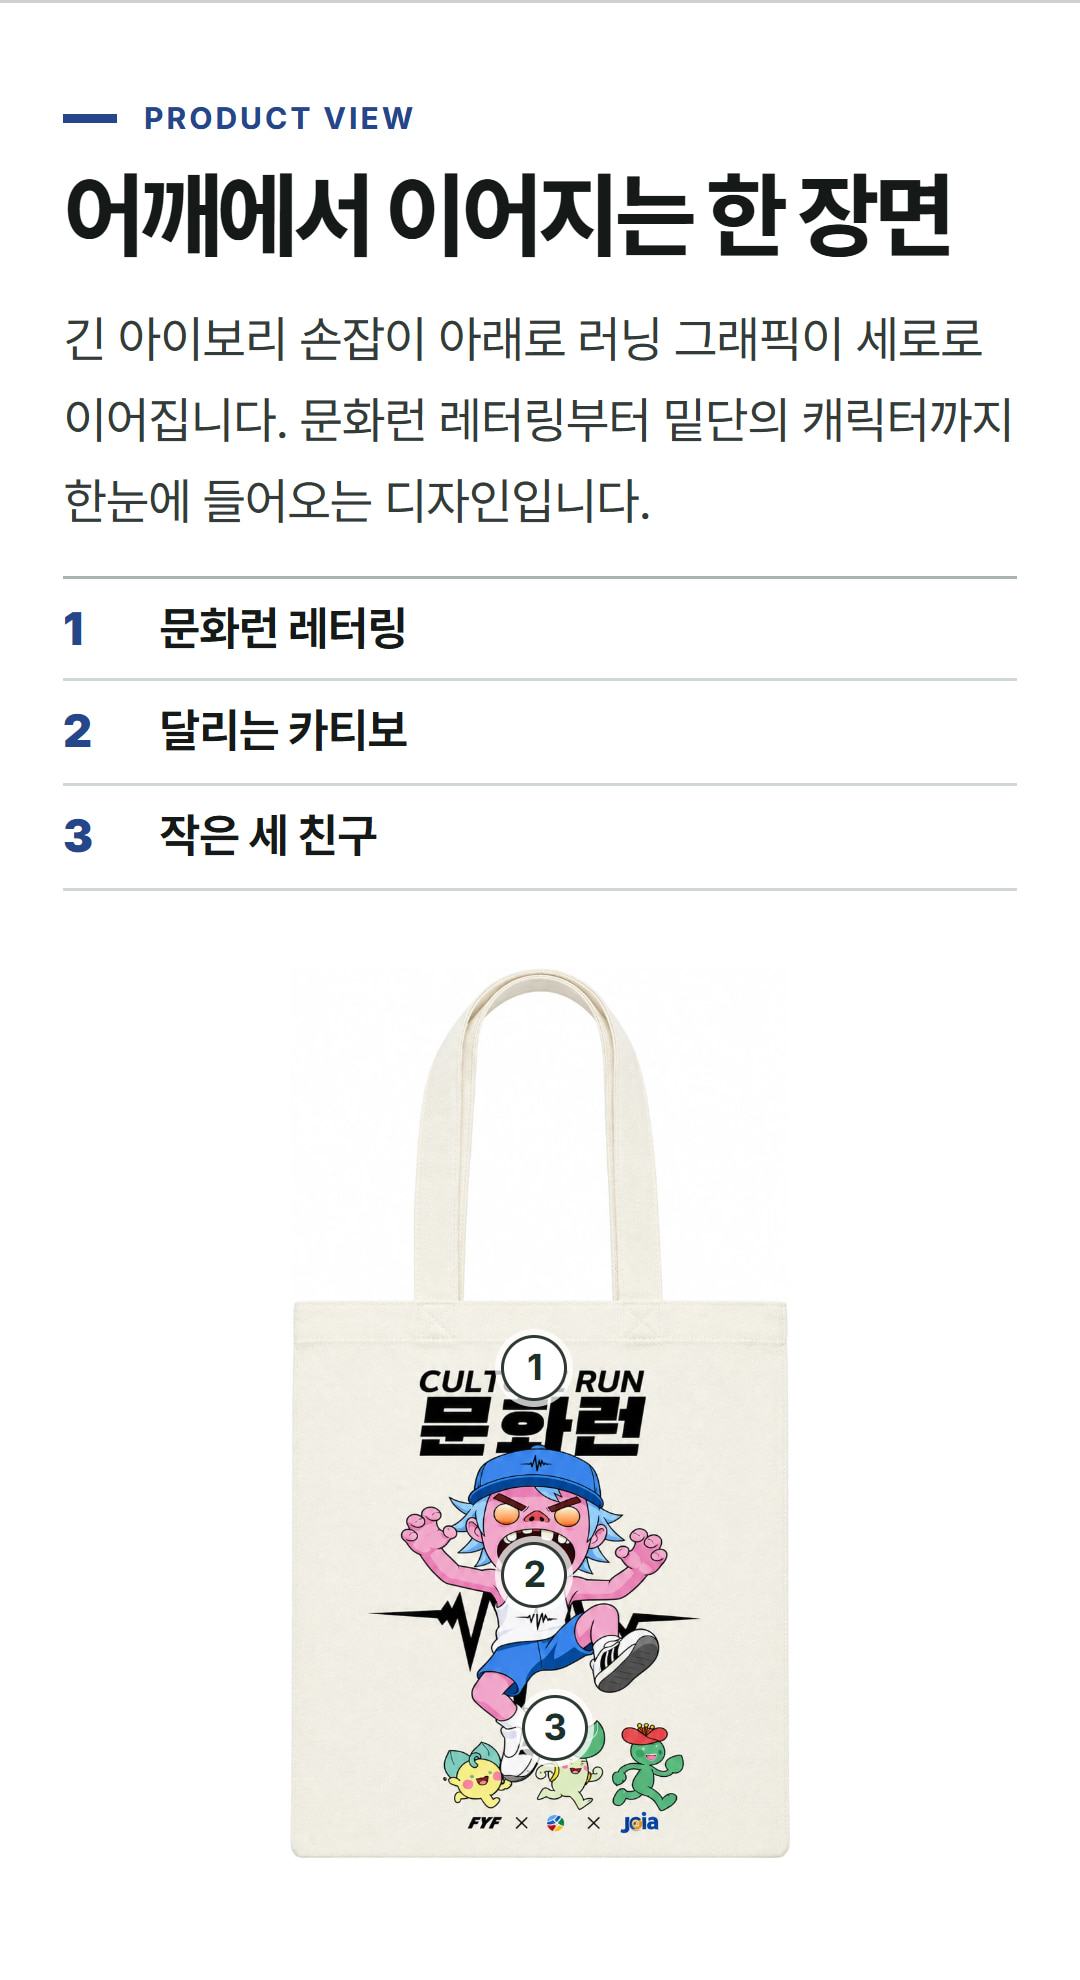 PRODUCT VIEW
어깨에서 이어지는 한 장면
긴 아이보리 손잡이 아래로 러닝 그래픽이 세로로
이어집니다. 문화런 레터링부터 밑단의 캐릭터까지
한눈에 들어오는 디자인입니다.
1 문화런 레터링
2 달리는 카티보
3 작은 세 친구
1
RUN
문화런
2
3
FYF × × joia